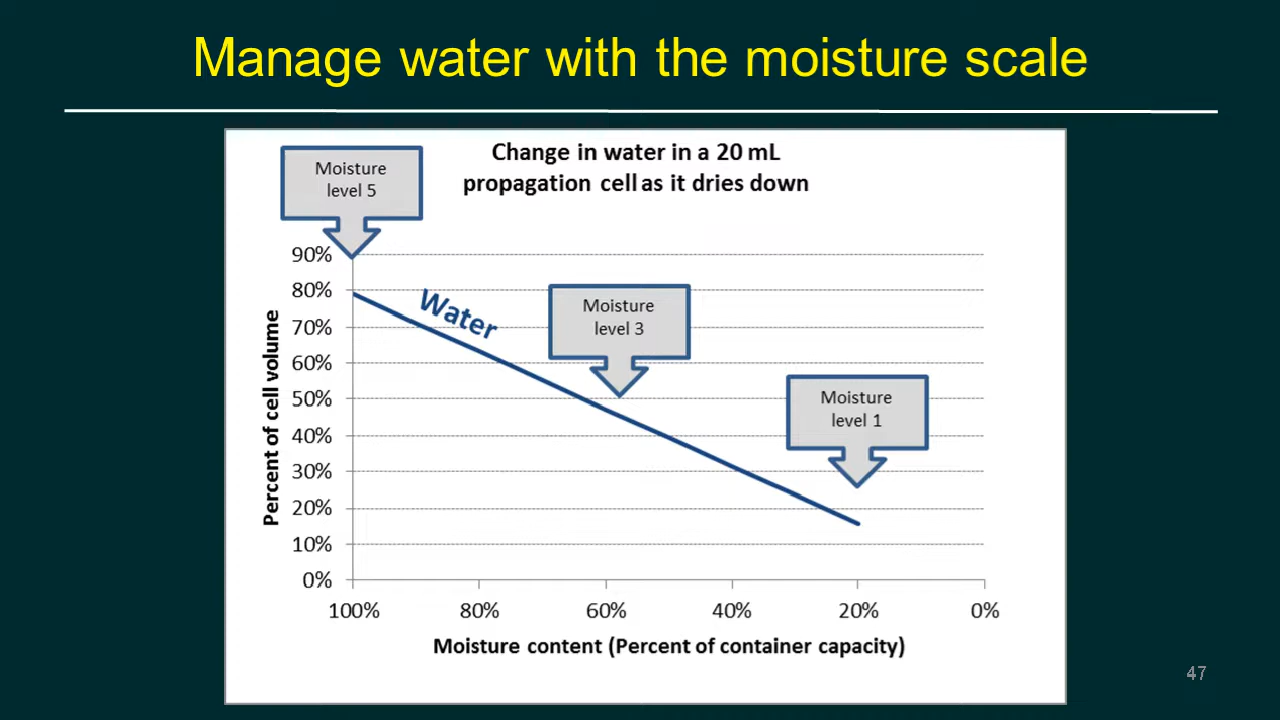 Manage water with the moisture scale
Change in water in a 20 mL
propagation cell as it dries down
Moisture
level 5
Water
Moisture
level 3
Moisture
level 1
Percent of cell volume
90%
80%
70%
60%
50%
40%
30%
20%
10%
0%
100% 80% 60% 40% 20% 0%
Moisture content (Percent of container capacity)
47